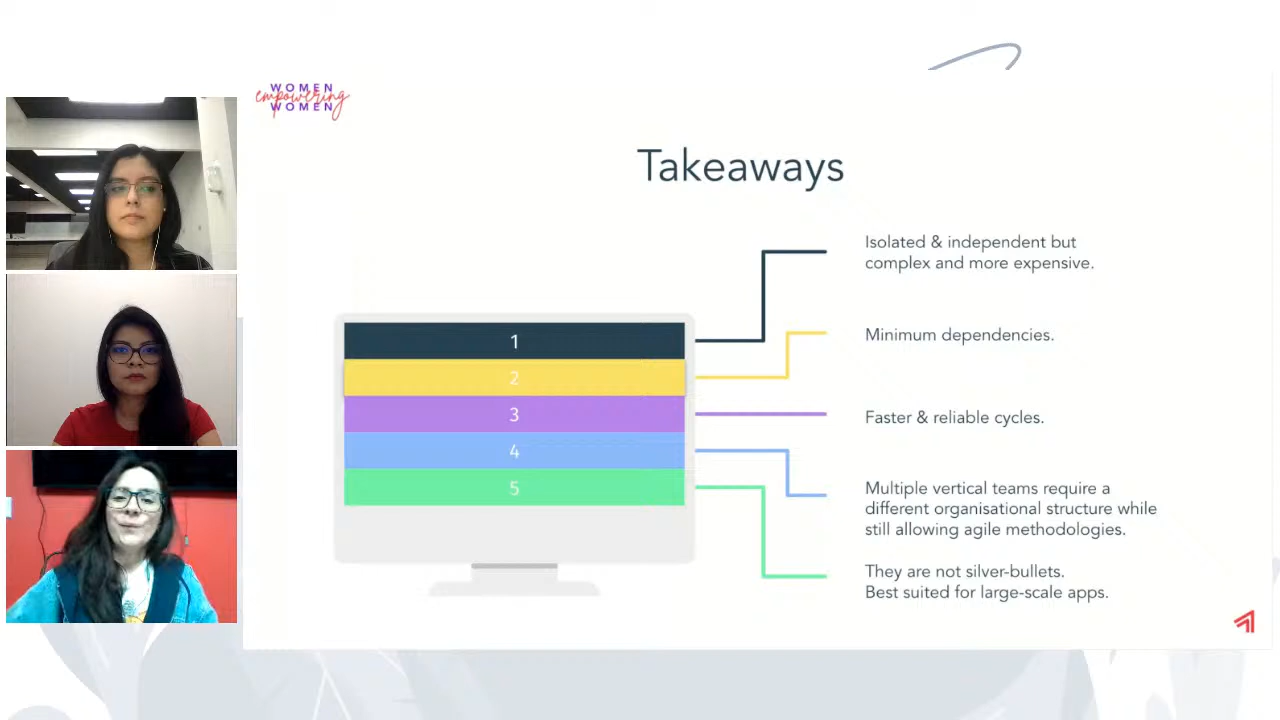 WOMEN
empowering
WOMEN
Takeaways
Isolated & independent but
complex and more expensive.
1
2
Minimum dependencies.
3
Faster & reliable cycles.
4
Multiple vertical teams require a
different organisational structure while
still allowing agile methodologies.
5
They are not silver-bullets.
Best suited for large-scale apps.